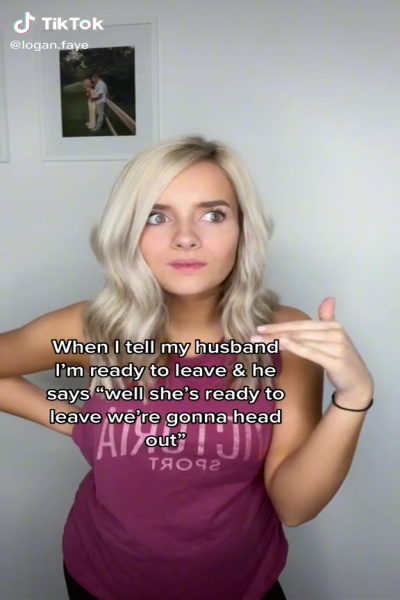 TikTok
@logan.faye
When I tell my husband
I'm ready to leave & he
says "well she's ready to
leave we're gonna head
out"
VICTORIA
SPORT